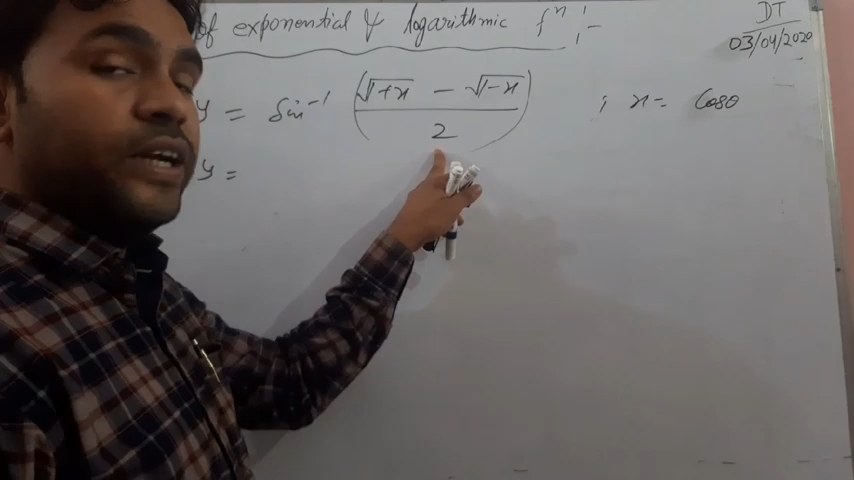 of exponential & logarithmic fⁿ :-
DT
03/04/2020
y = Sin⁻¹ (√1+x - √1-x / 2) ; x = Cosθ
y =